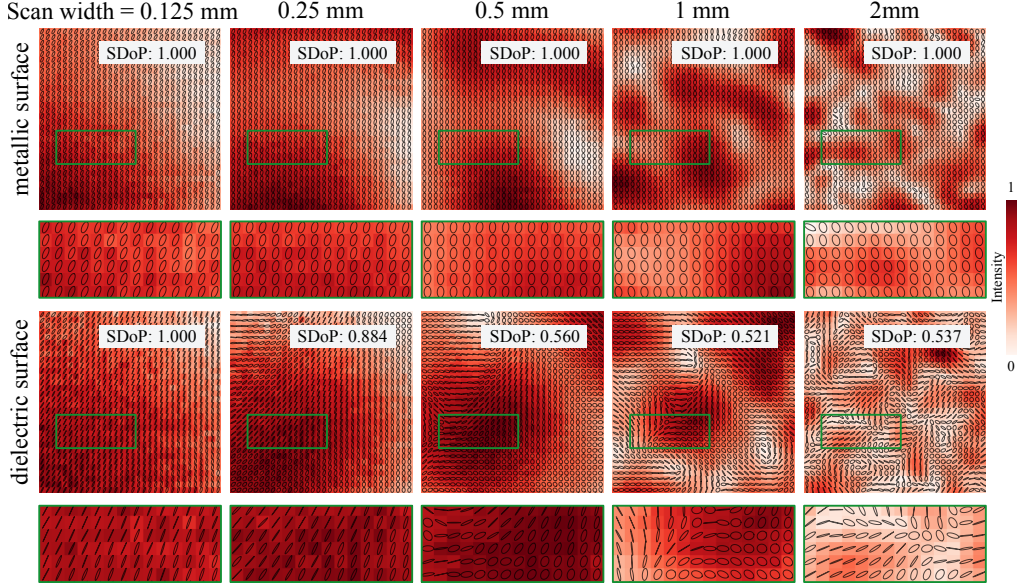 Scan width = 0.125 mm 0.25 mm 0.5 mm 1 mm 2mm
metallic surface
SDoP: 1.000 SDoP: 1.000 SDoP: 1.000 SDoP: 1.000 SDoP: 1.000
1
Intensity
0
dielectric surface
SDoP: 1.000 SDoP: 0.884 SDoP: 0.560 SDoP: 0.521 SDoP: 0.537